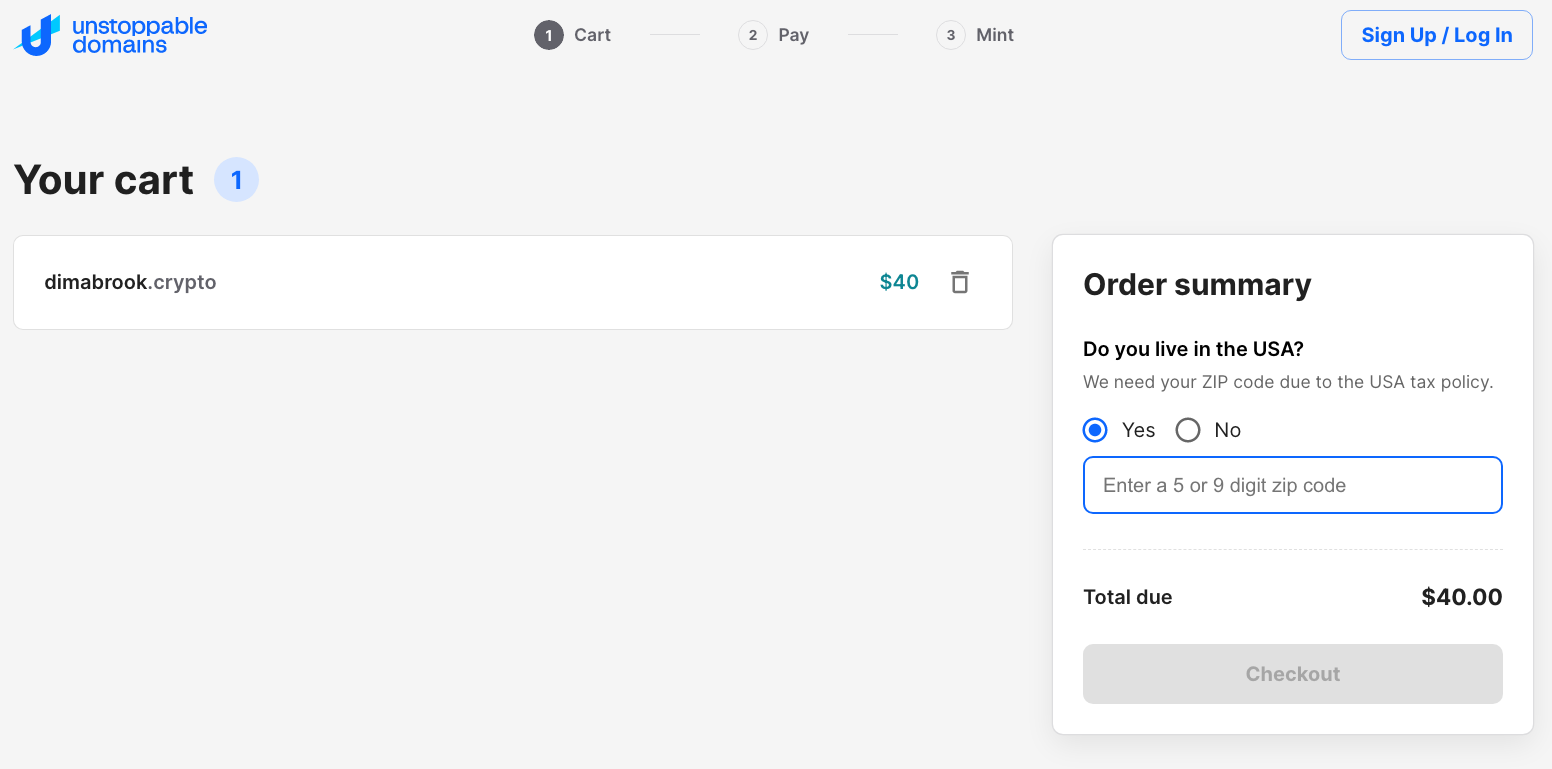 unstoppable
domains
1 Cart
2 Pay
3 Mint
Sign Up / Log In
Your cart 1
dimabrook.crypto $40
Order summary
Do you live in the USA?
We need your ZIP code due to the USA tax policy.
Yes No
Enter a 5 or 9 digit zip code
Total due $40.00
Checkout